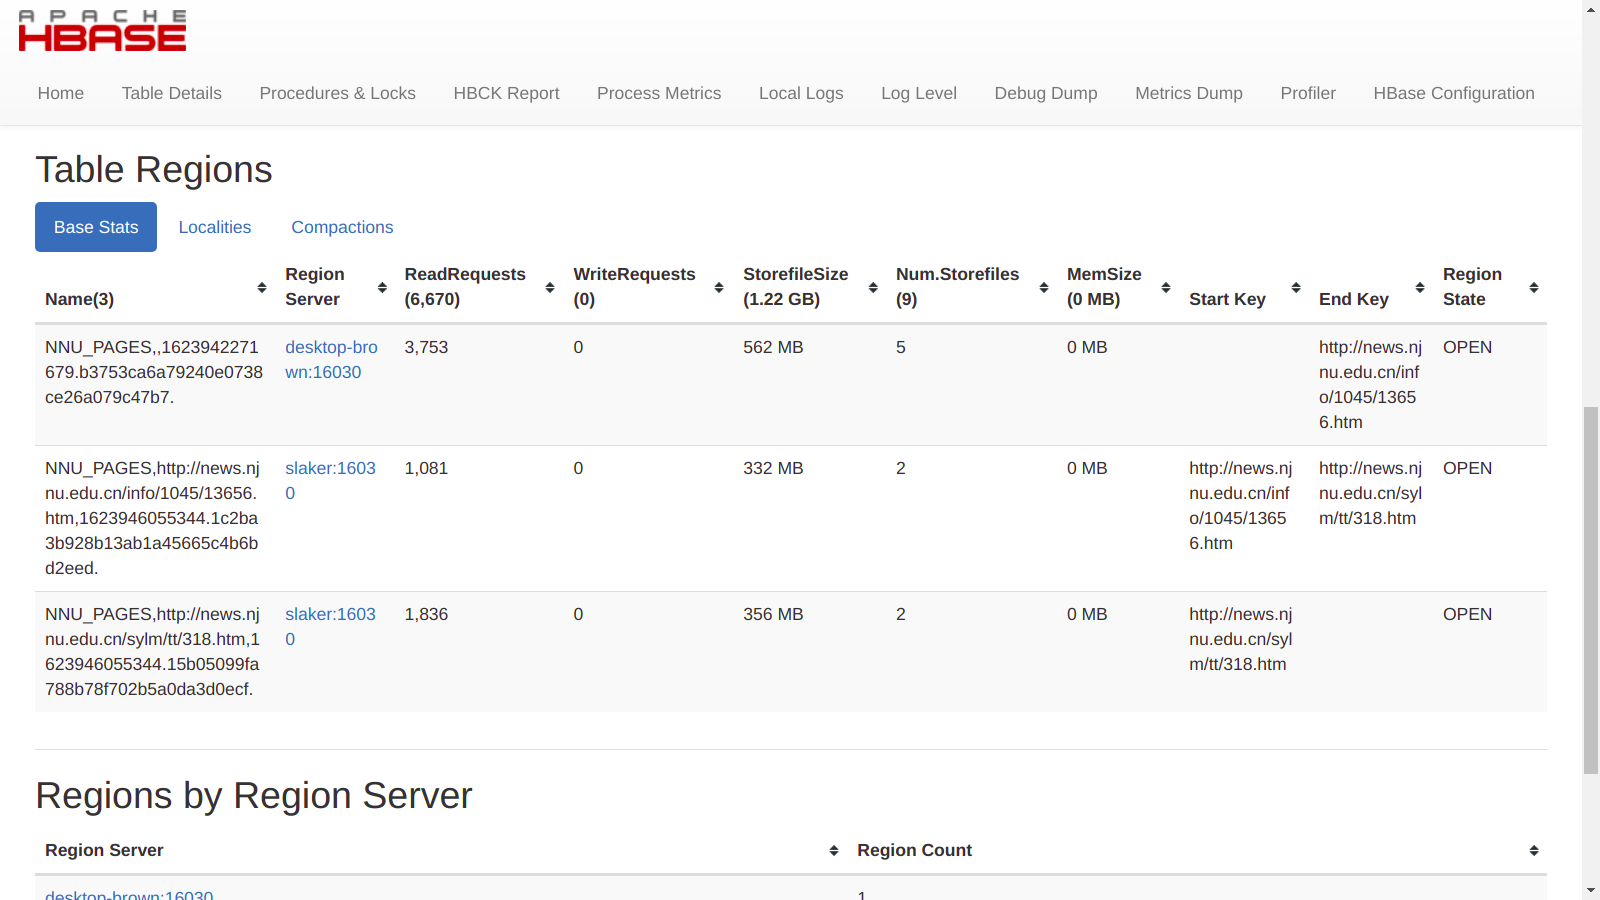 APACHE
HBASE
Home Table Details Procedures & Locks HBCK Report Process Metrics Local Logs Log Level Debug Dump Metrics Dump Profiler HBase Configuration
Table Regions
Base Stats Localities Compactions
Name(3) Region Server ReadRequests (6,670) WriteRequests (0) StorefileSize (1.22 GB) Num.Storefiles (9) MemSize (0 MB) Start Key End Key Region State
NNU_PAGES,,1623942271 desktop-bro 3,753 0 562 MB 5 0 MB http://news.nj OPEN
679.b3753ca6a79240e0738 wn:16030 nu.edu.cn/inf
ce26a079c47b7. o/1045/1365
6.htm
NNU_PAGES,http://news.nj slaker:1603 1,081 0 332 MB 2 0 MB http://news.nj http://news.nj OPEN
nu.edu.cn/info/1045/13656. 0 nu.edu.cn/inf nu.edu.cn/syl
htm,1623946055344.1c2ba o/1045/1365 m/tt/318.htm
3b928b13ab1a45665c4b6b 6.htm
d2eed.
NNU_PAGES,http://news.nj slaker:1603 1,836 0 356 MB 2 0 MB http://news.nj OPEN
nu.edu.cn/sylm/tt/318.htm,1 0 nu.edu.cn/syl
623946055344.15b05099fa m/tt/318.htm
788b78f702b5a0da3d0ecf.
Regions by Region Server
Region Server Region Count
desktop-brown:16030 1